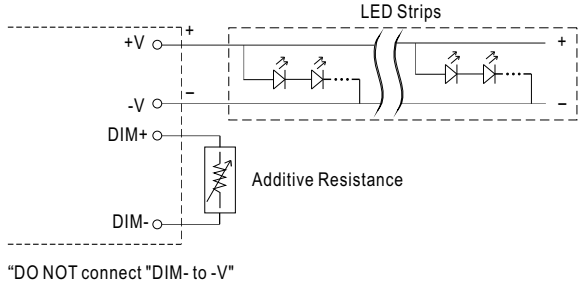 LED Strips
+V + +
-V − −
DIM+
Additive Resistance
DIM-
“DO NOT connect "DIM- to -V"